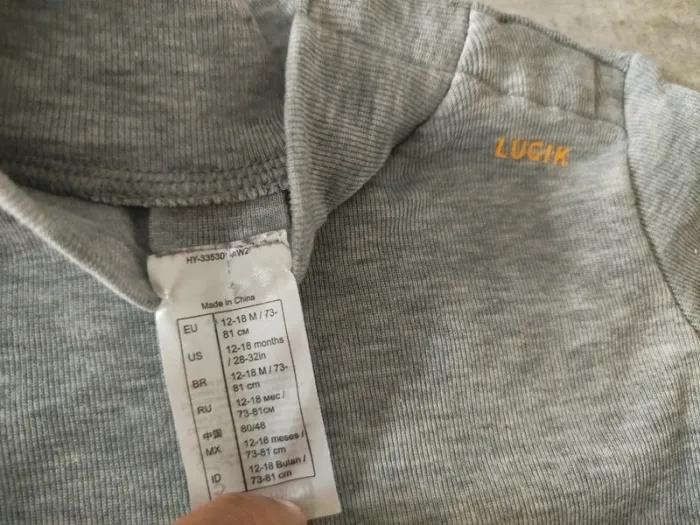 LUGIK
Made in China
EU 12-18 M / 73-
81 см
US 12-18 months
/ 28-32in
BR 12-18 M / 73-
81 cm
RU 12-18 мес /
73-81см
中国 80/48
MX 12-18 meses /
73-81 cm
ID 12-18 Bulan /
73-81 cm